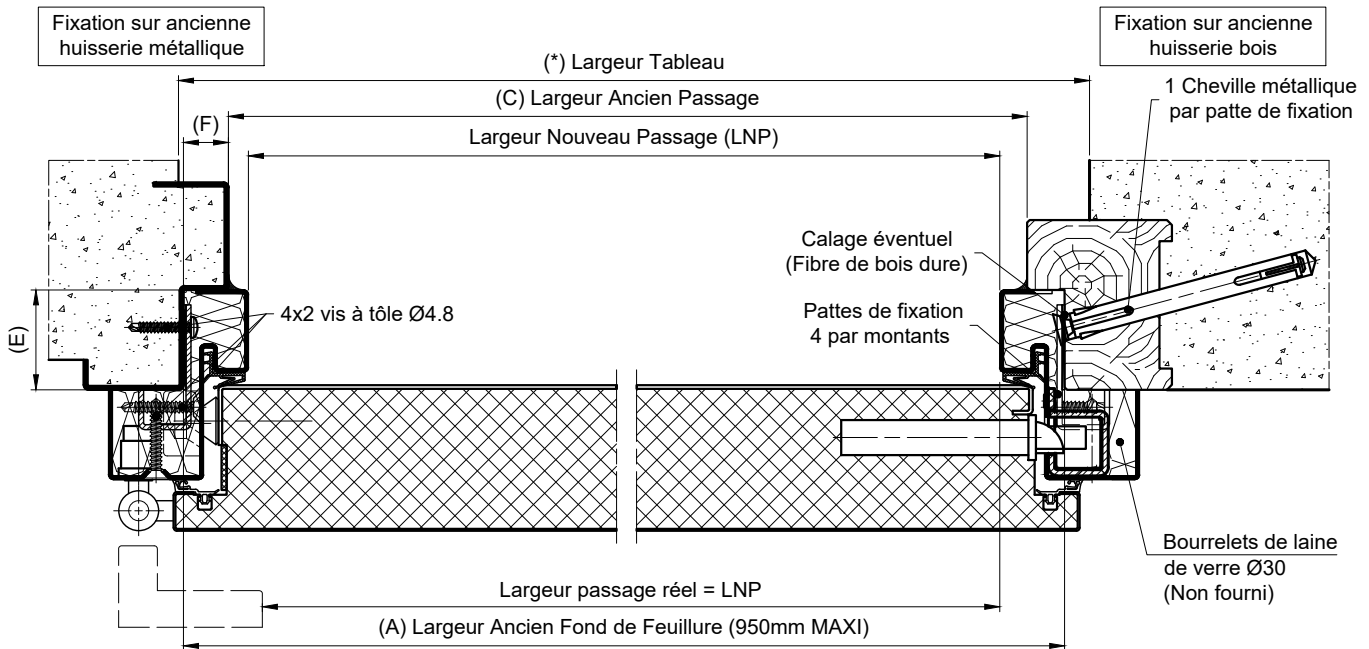 Fixation sur ancienne
huisserie métallique
Fixation sur ancienne
huisserie bois
(*) Largeur Tableau
(C) Largeur Ancien Passage
(F)
Largeur Nouveau Passage (LNP)
1 Cheville métallique
par patte de fixation
Calage éventuel
(Fibre de bois dure)
4x2 vis à tôle Ø4.8
Pattes de fixation
4 par montants
(E)
Bourrelets de laine
de verre Ø30
(Non fourni)
Largeur passage réel = LNP
(A) Largeur Ancien Fond de Feuillure (950mm MAXI)